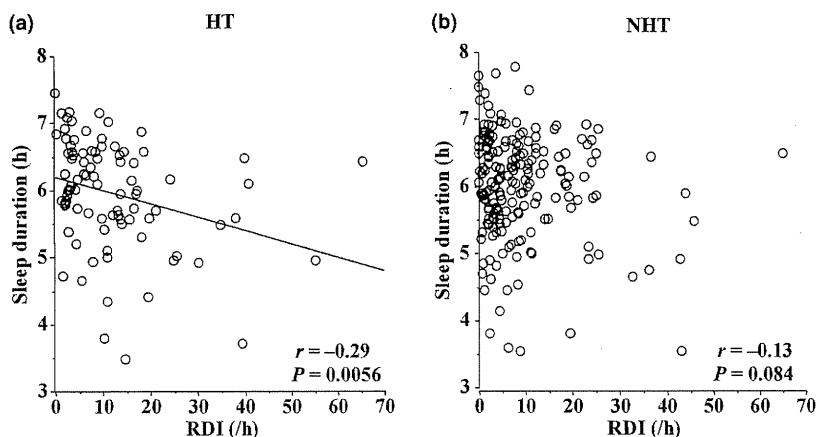 (a) HT
8
7
6
5
4
3
Sleep duration (h)
r = –0.29
P = 0.0056
0 10 20 30 40 50 60 70
RDI (/h)
(b) NHT
8
7
6
5
4
3
Sleep duration (h)
r = –0.13
P = 0.084
0 10 20 30 40 50 60 70
RDI (/h)